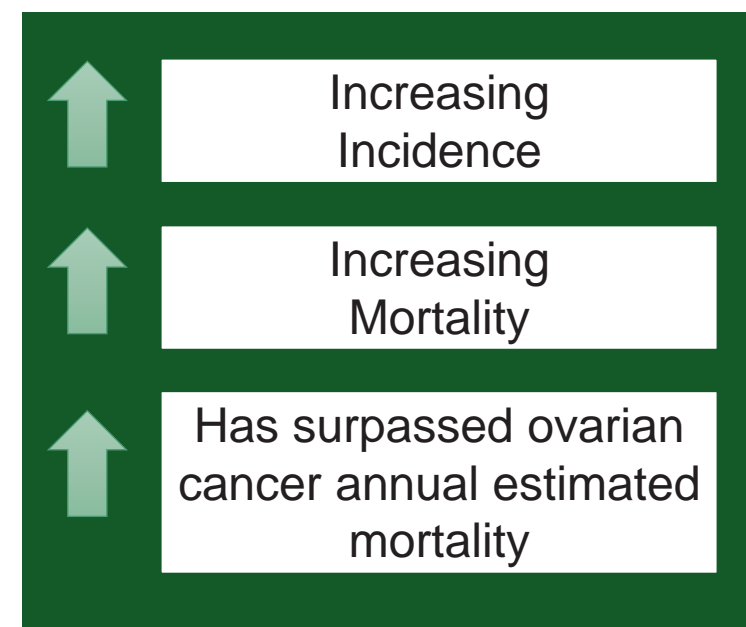 Increasing
Incidence
Increasing
Mortality
Has surpassed ovarian
cancer annual estimated
mortality